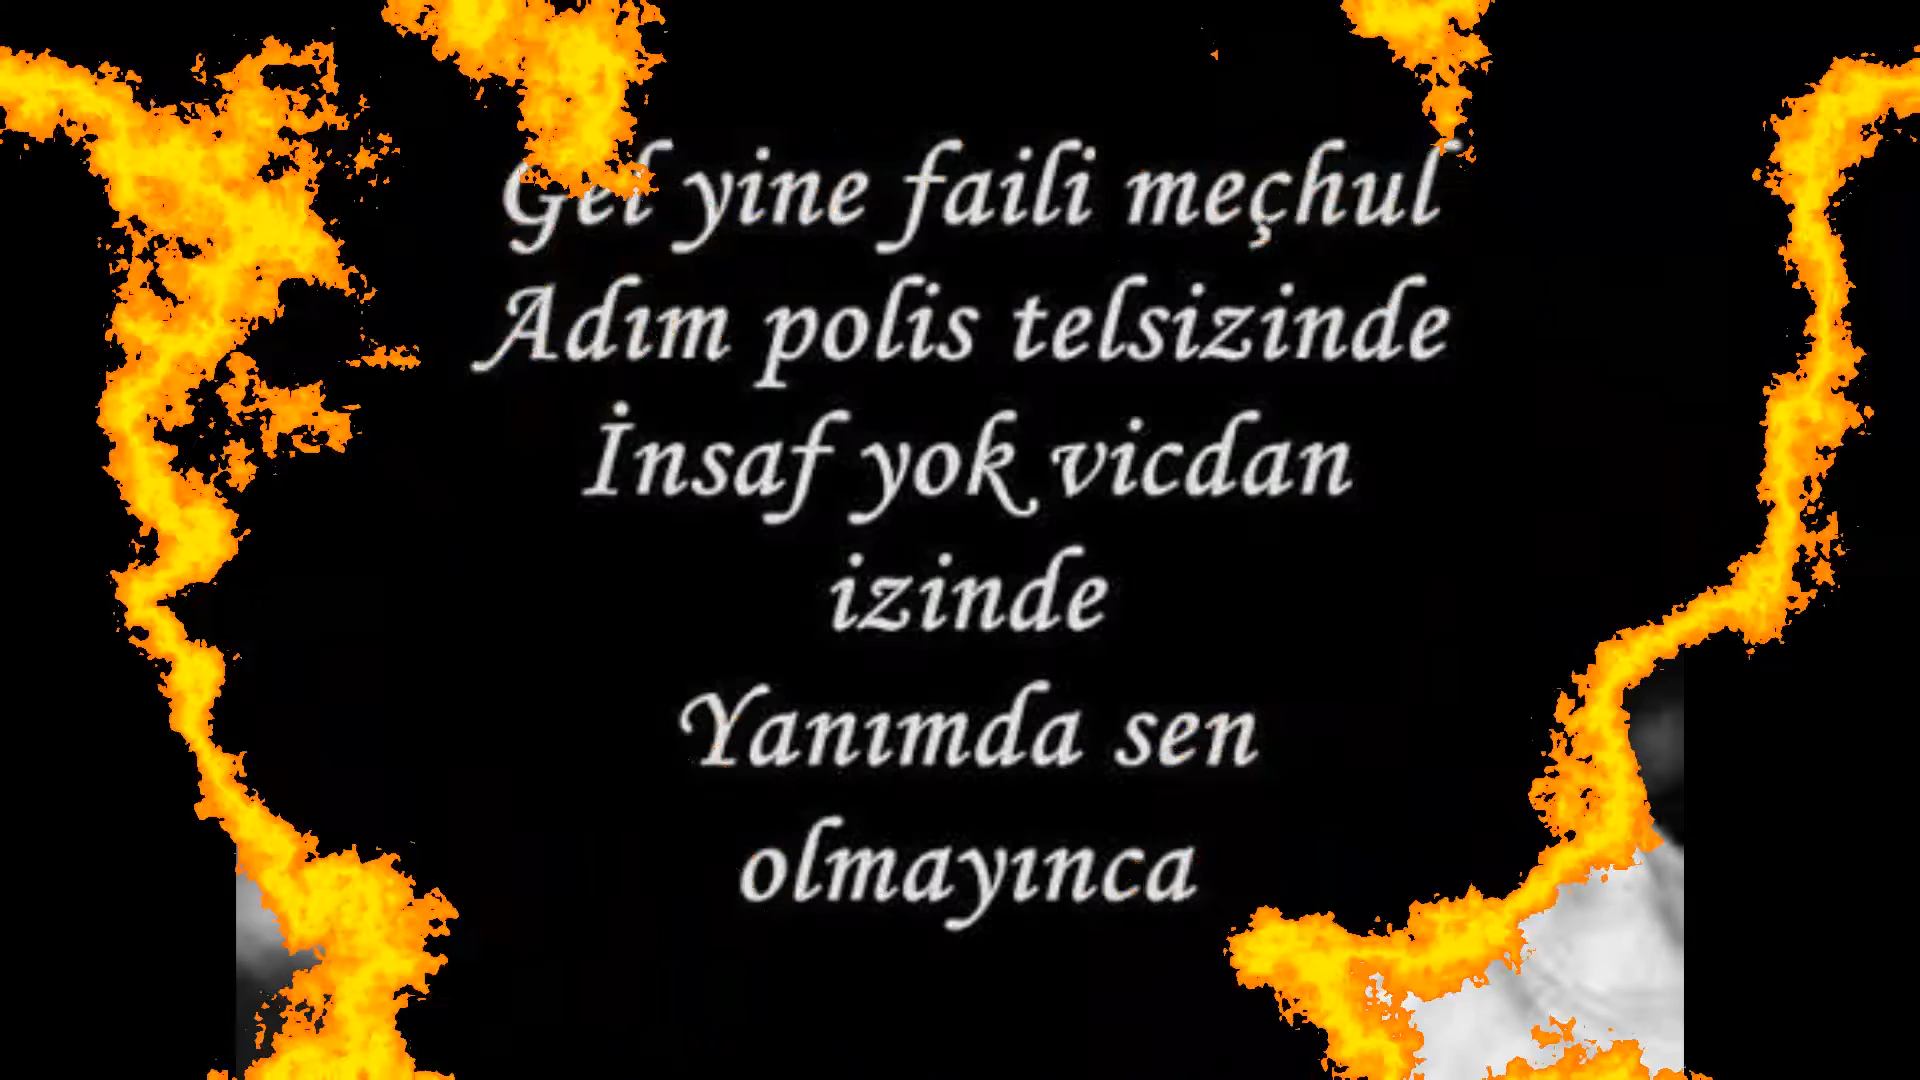 Gel yine faili meçhul
Adım polis telsizinde
İnsaf yok vicdan
izinde
Yanımda sen
olmayınca